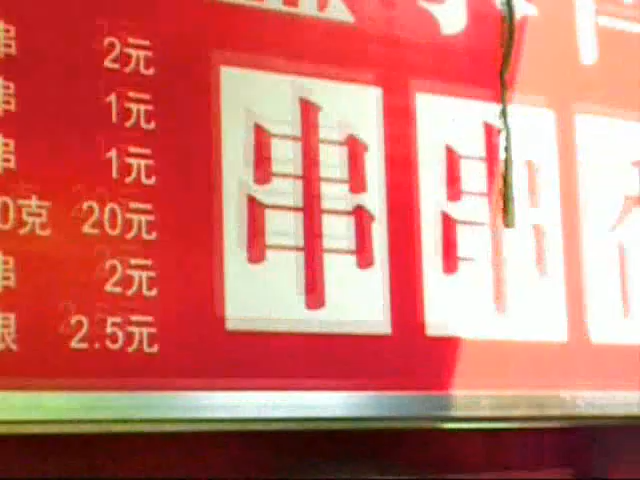 串 2元
串 1元
串 1元
0克 20元
串 2元
根 2.5元
串串